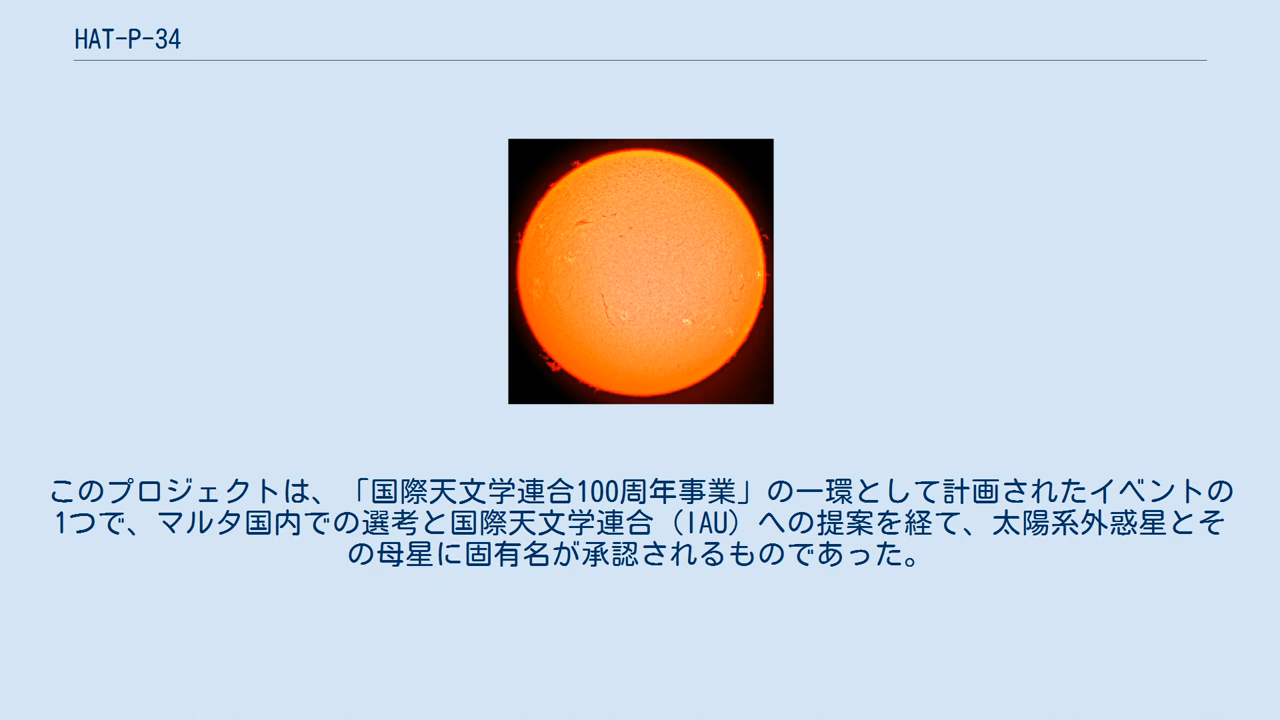 HAT-P-34
このプロジェクトは、「国際天文学連合100周年事業」の一環として計画されたイベントの
1つで、マルタ国内での選考と国際天文学連合（IAU）への提案を経て、太陽系外惑星とそ
の母星に固有名が承認されるものであった。